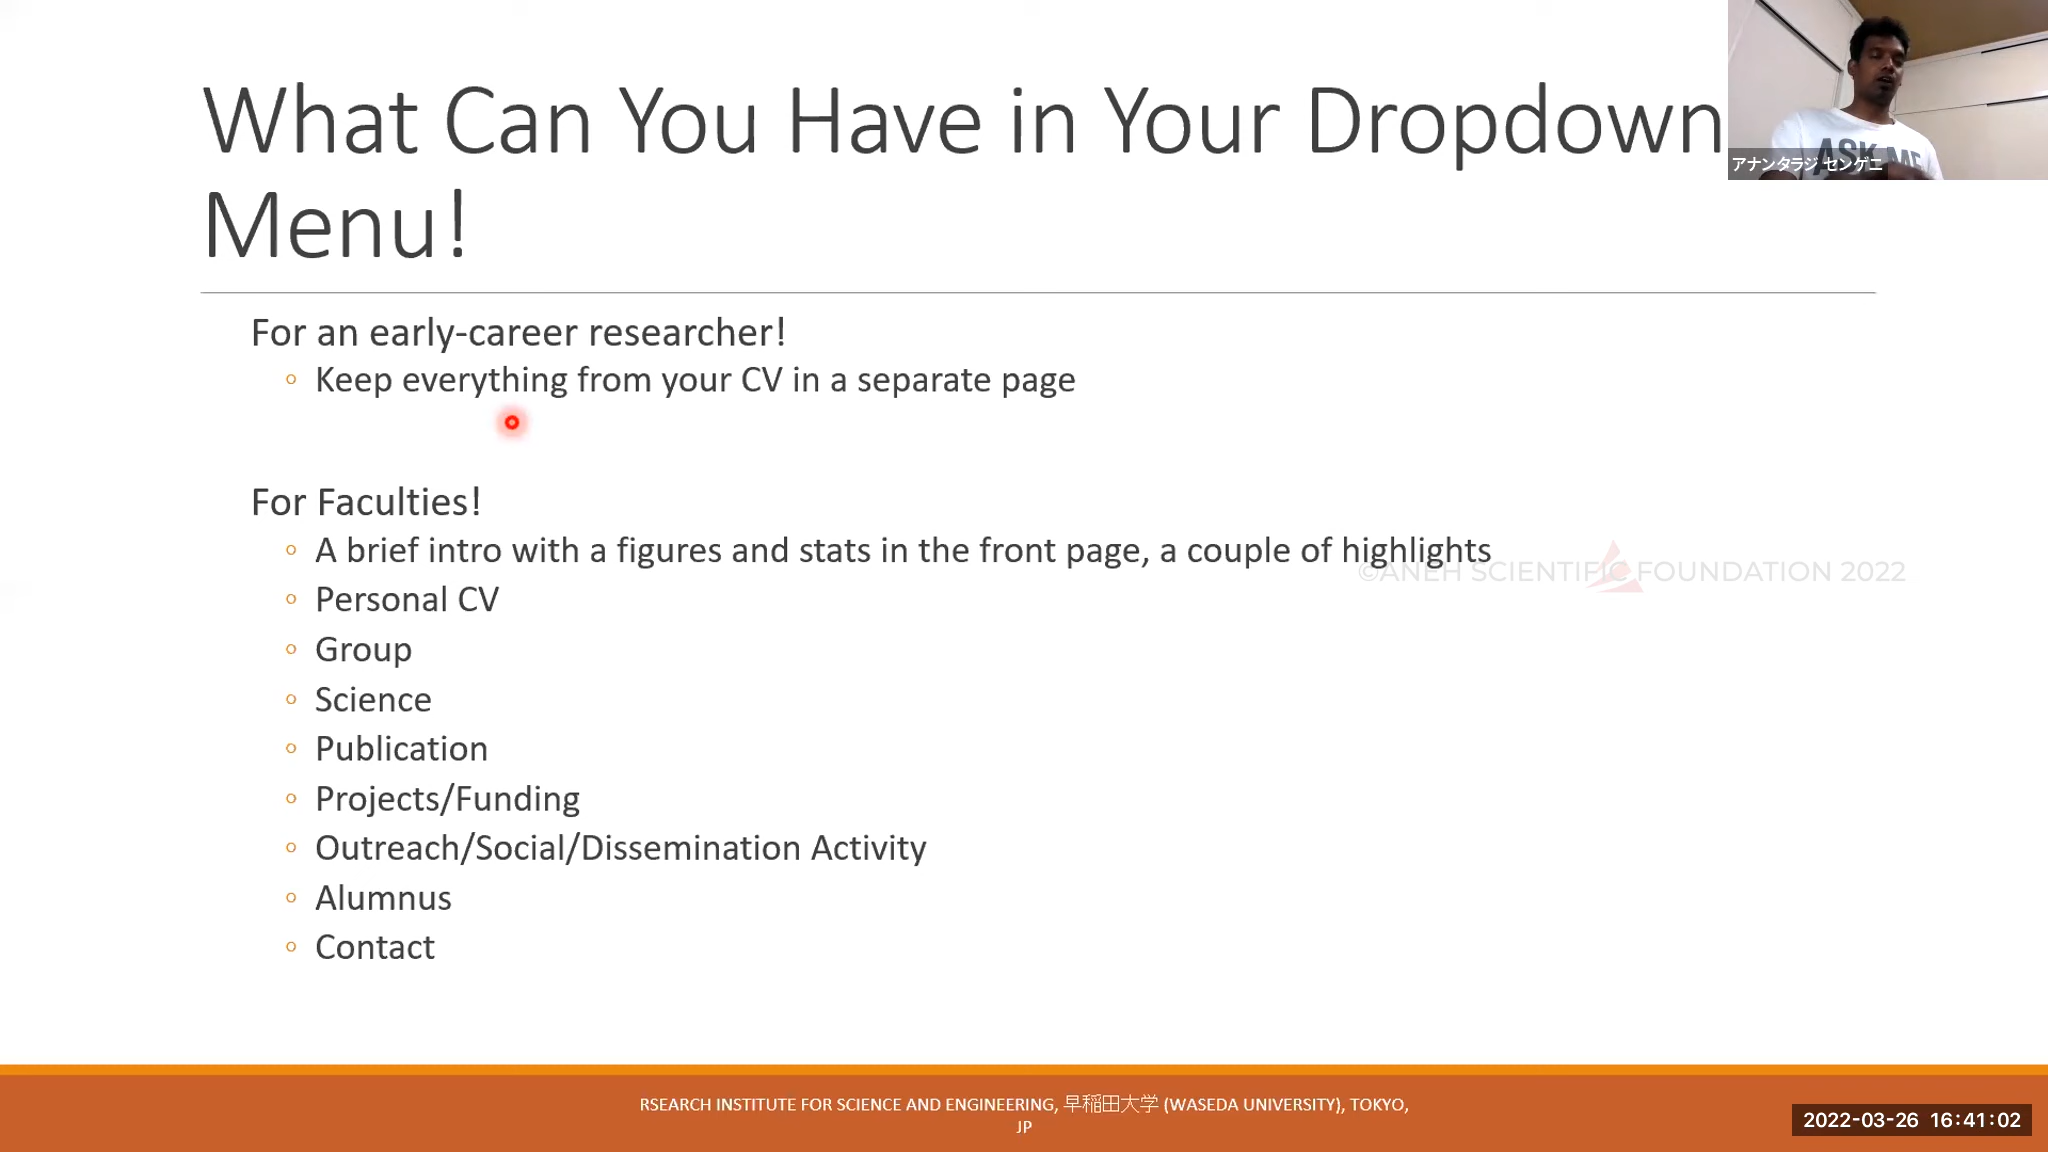 What Can You Have in Your Dropdown
Menu!
ASK ME
アナンタラジ センゲニ
For an early-career researcher!
Keep everything from your CV in a separate page
For Faculties!
A brief intro with a figures and stats in the front page, a couple of highlights
©ANEH SCIENTIFIC FOUNDATION 2022
Personal CV
Group
Science
Publication
Projects/Funding
Outreach/Social/Dissemination Activity
Alumnus
Contact
RSEARCH INSTITUTE FOR SCIENCE AND ENGINEERING, 早稲田大学 (WASEDA UNIVERSITY), TOKYO,
JP
2022-03-26 16:41:02